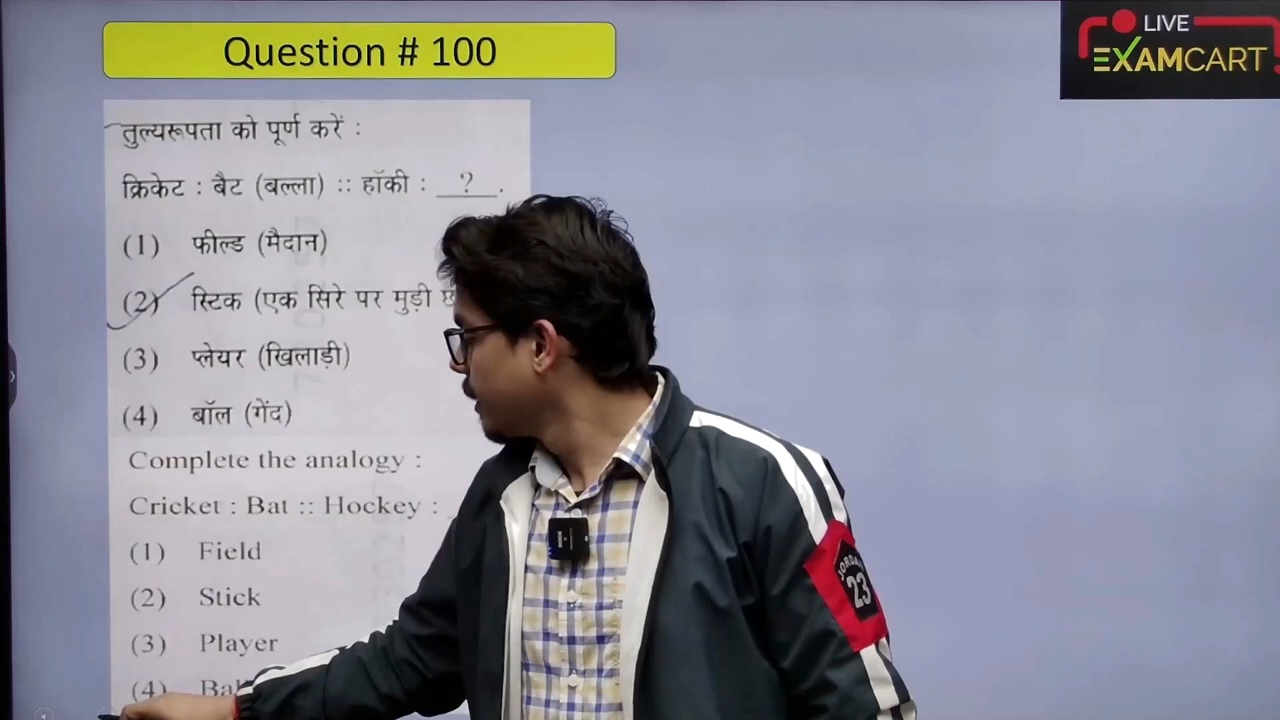 Question # 100
LIVE
EXAMCART
तुल्यरूपता को पूर्ण करें :
क्रिकेट : बैट (बल्ला) :: हॉकी : ? .
(1) फील्ड (मैदान)
(2) स्टिक (एक सिरे पर मुड़ी
(3) प्लेयर (खिलाड़ी)
(4) बॉल (गेंद)
Complete the analogy :
Cricket : Bat :: Hockey :
(1) Field
(2) Stick
(3) Player
(4)
JORDAN
23